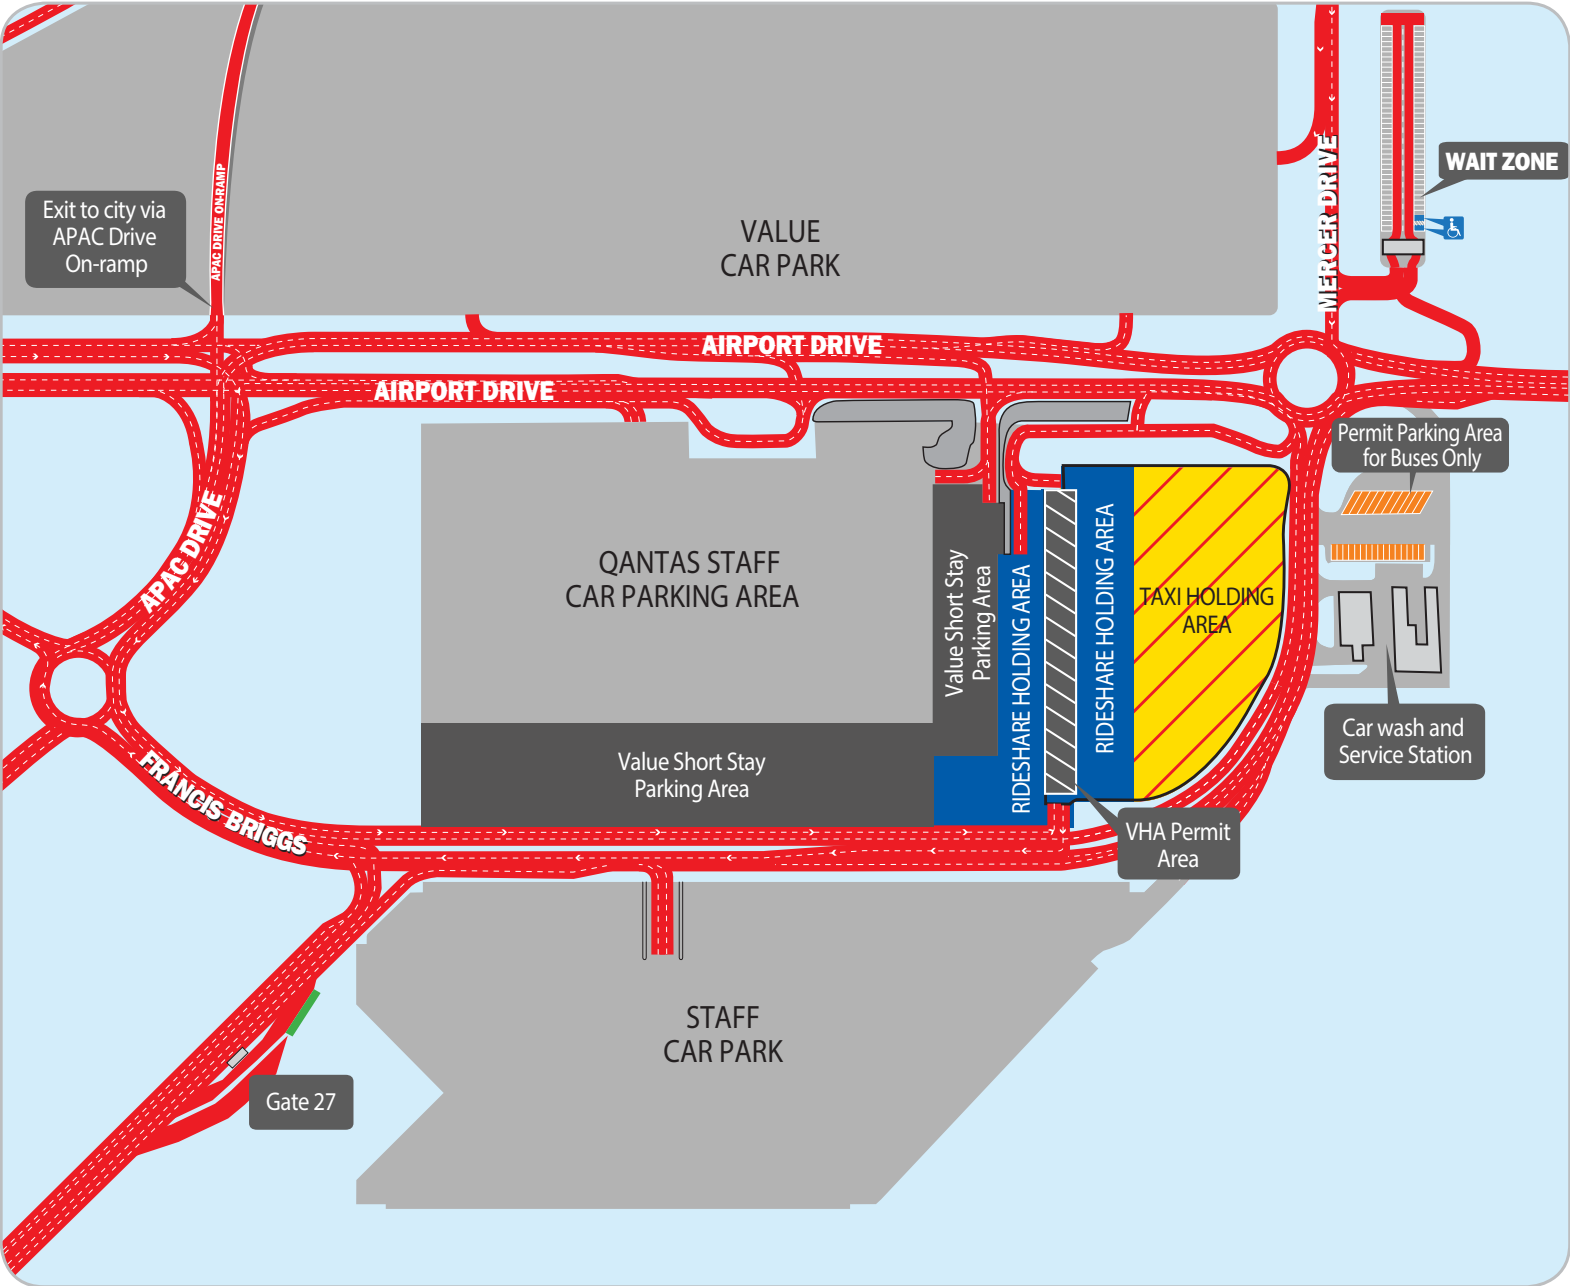 WAIT ZONE
MERCER DRIVE
APAC DRIVE ON-RAMP
Exit to city via
APAC Drive
On-ramp
VALUE
CAR PARK
AIRPORT DRIVE
AIRPORT DRIVE
Permit Parking Area
for Buses Only
APAC DRIVE
QANTAS STAFF
CAR PARKING AREA
Value Short Stay
Parking Area
RIDESHARE HOLDING AREA
RIDESHARE HOLDING AREA
TAXI HOLDING
AREA
Car wash and
Service Station
Value Short Stay
Parking Area
FRANCIS BRIGGS
VHA Permit
Area
STAFF
CAR PARK
Gate 27